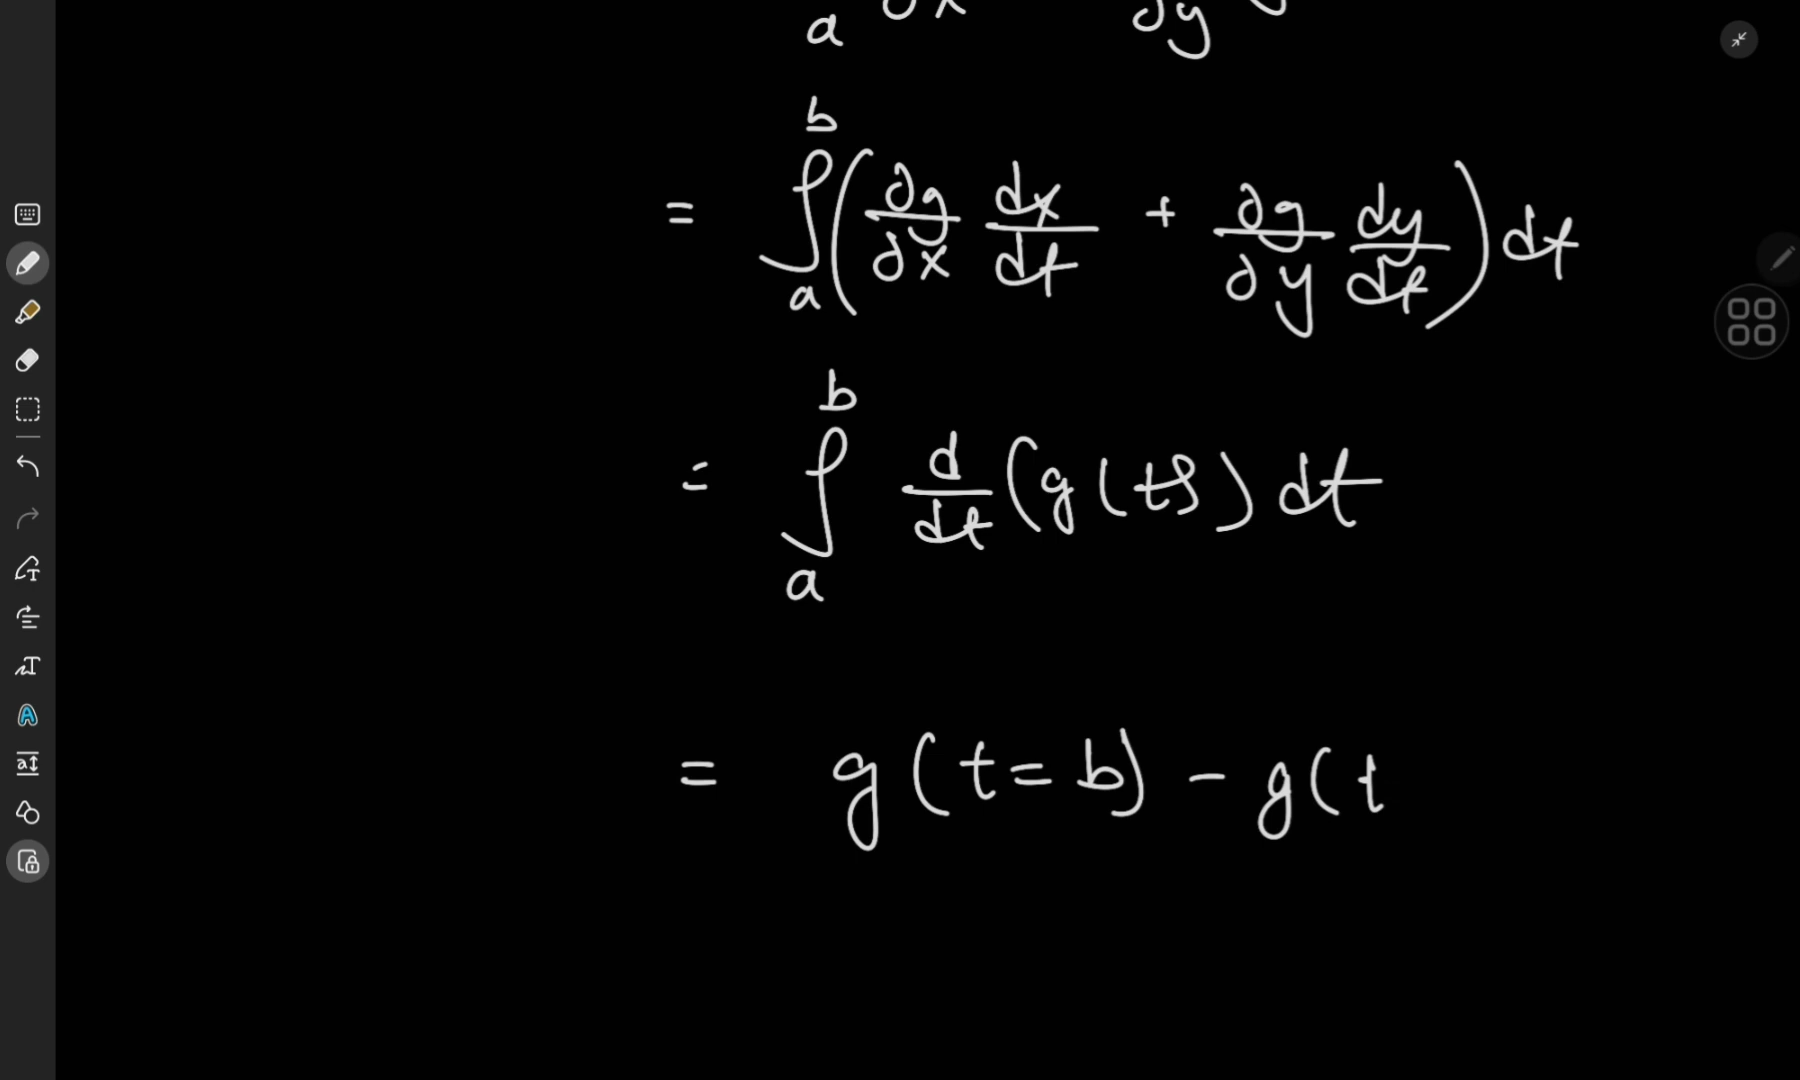 a ∂x ∂y
= ∫_a^b (∂g/∂x dx/dt + ∂g/∂y dy/dt) dt
= ∫_a^b d/dt (g(t)) dt
= g(t=b) - g(t